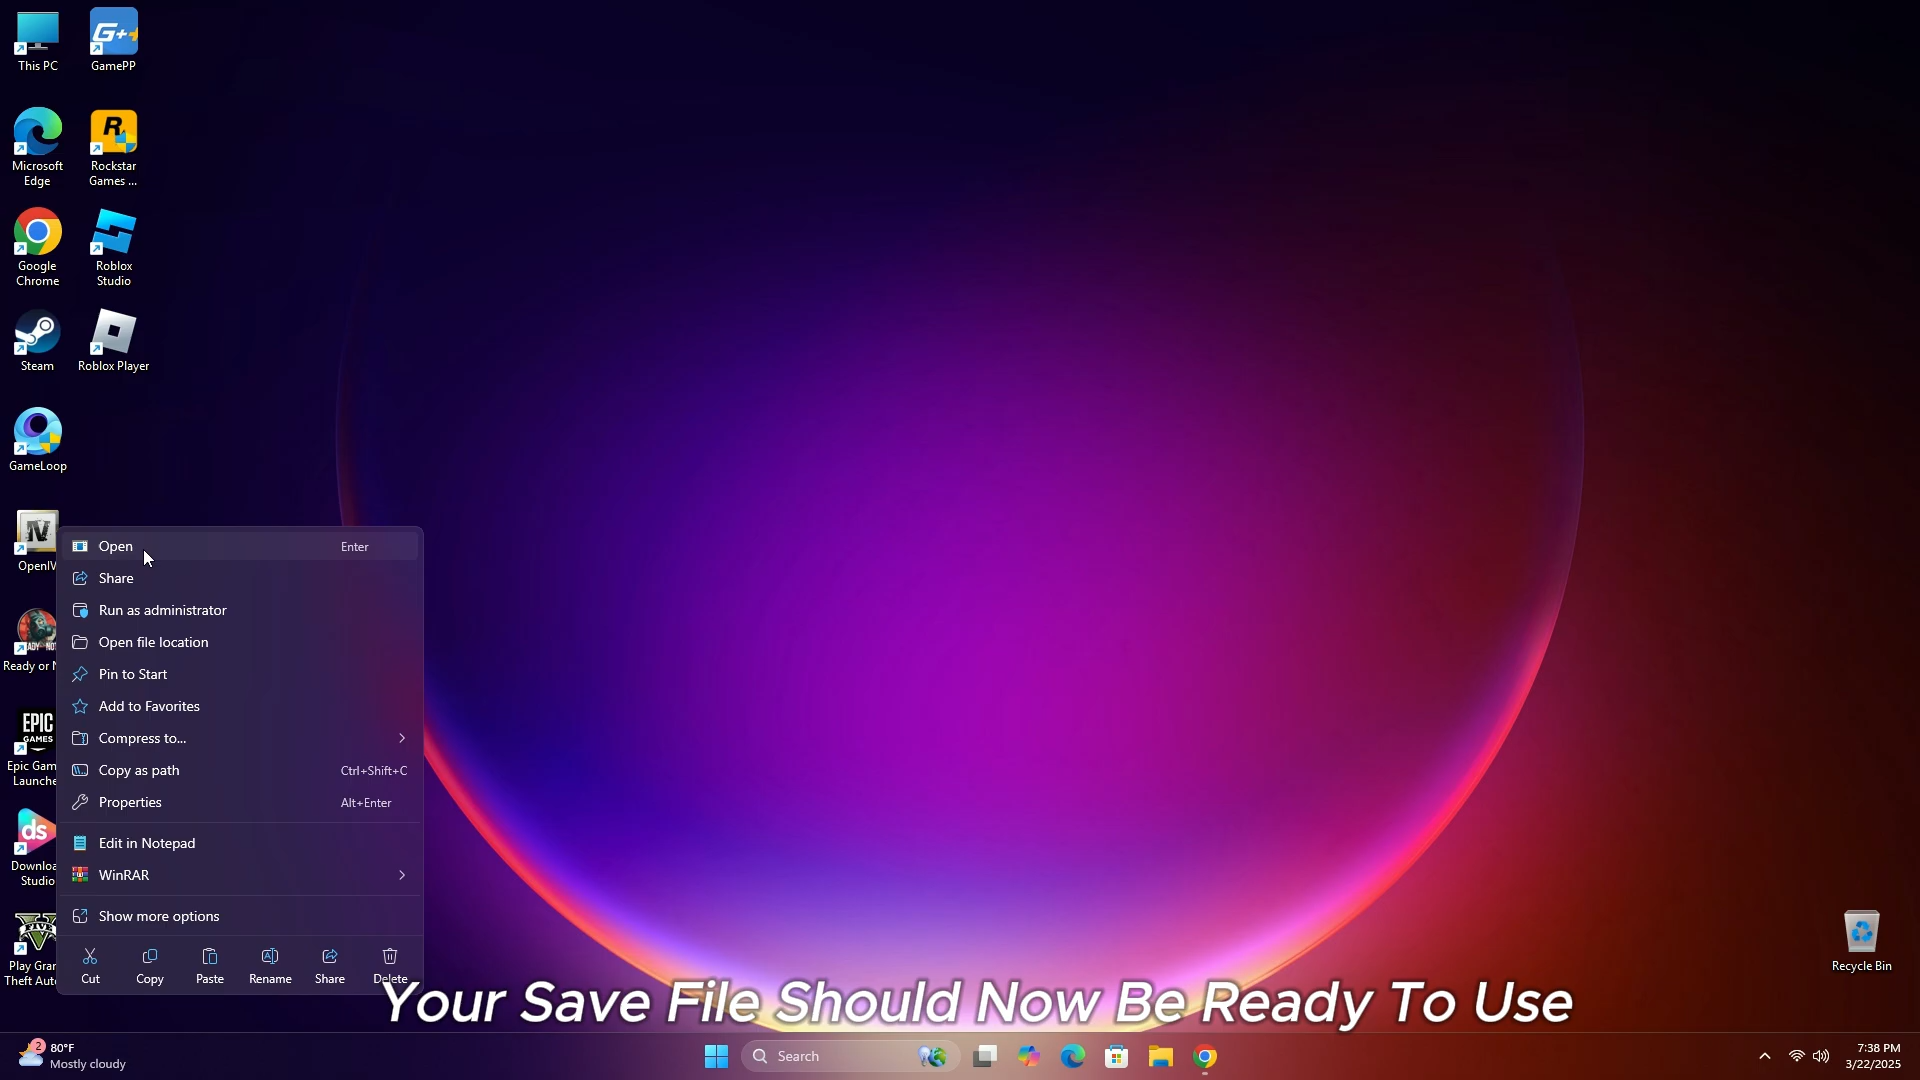 This PC
GamePP
Microsoft
Edge
Rockstar
Games ...
Google
Chrome
Roblox
Studio
Steam
Roblox Player
GameLoop
OpenIV
Ready or N
EPIC
GAMES
Epic Gam
Launche
ds
Downloa
Studio
FIVE
Play Gran
Theft Aut
Open Enter
Share
Run as administrator
Open file location
Pin to Start
Add to Favorites
Compress to...
Copy as path Ctrl+Shift+C
Properties Alt+Enter
Edit in Notepad
WinRAR
Show more options
Cut Copy Paste Rename Share Delete
Recycle Bin
Your Save File Should Now Be Ready To Use
2
80°F
Mostly cloudy
Search
7:38 PM
3/22/2025